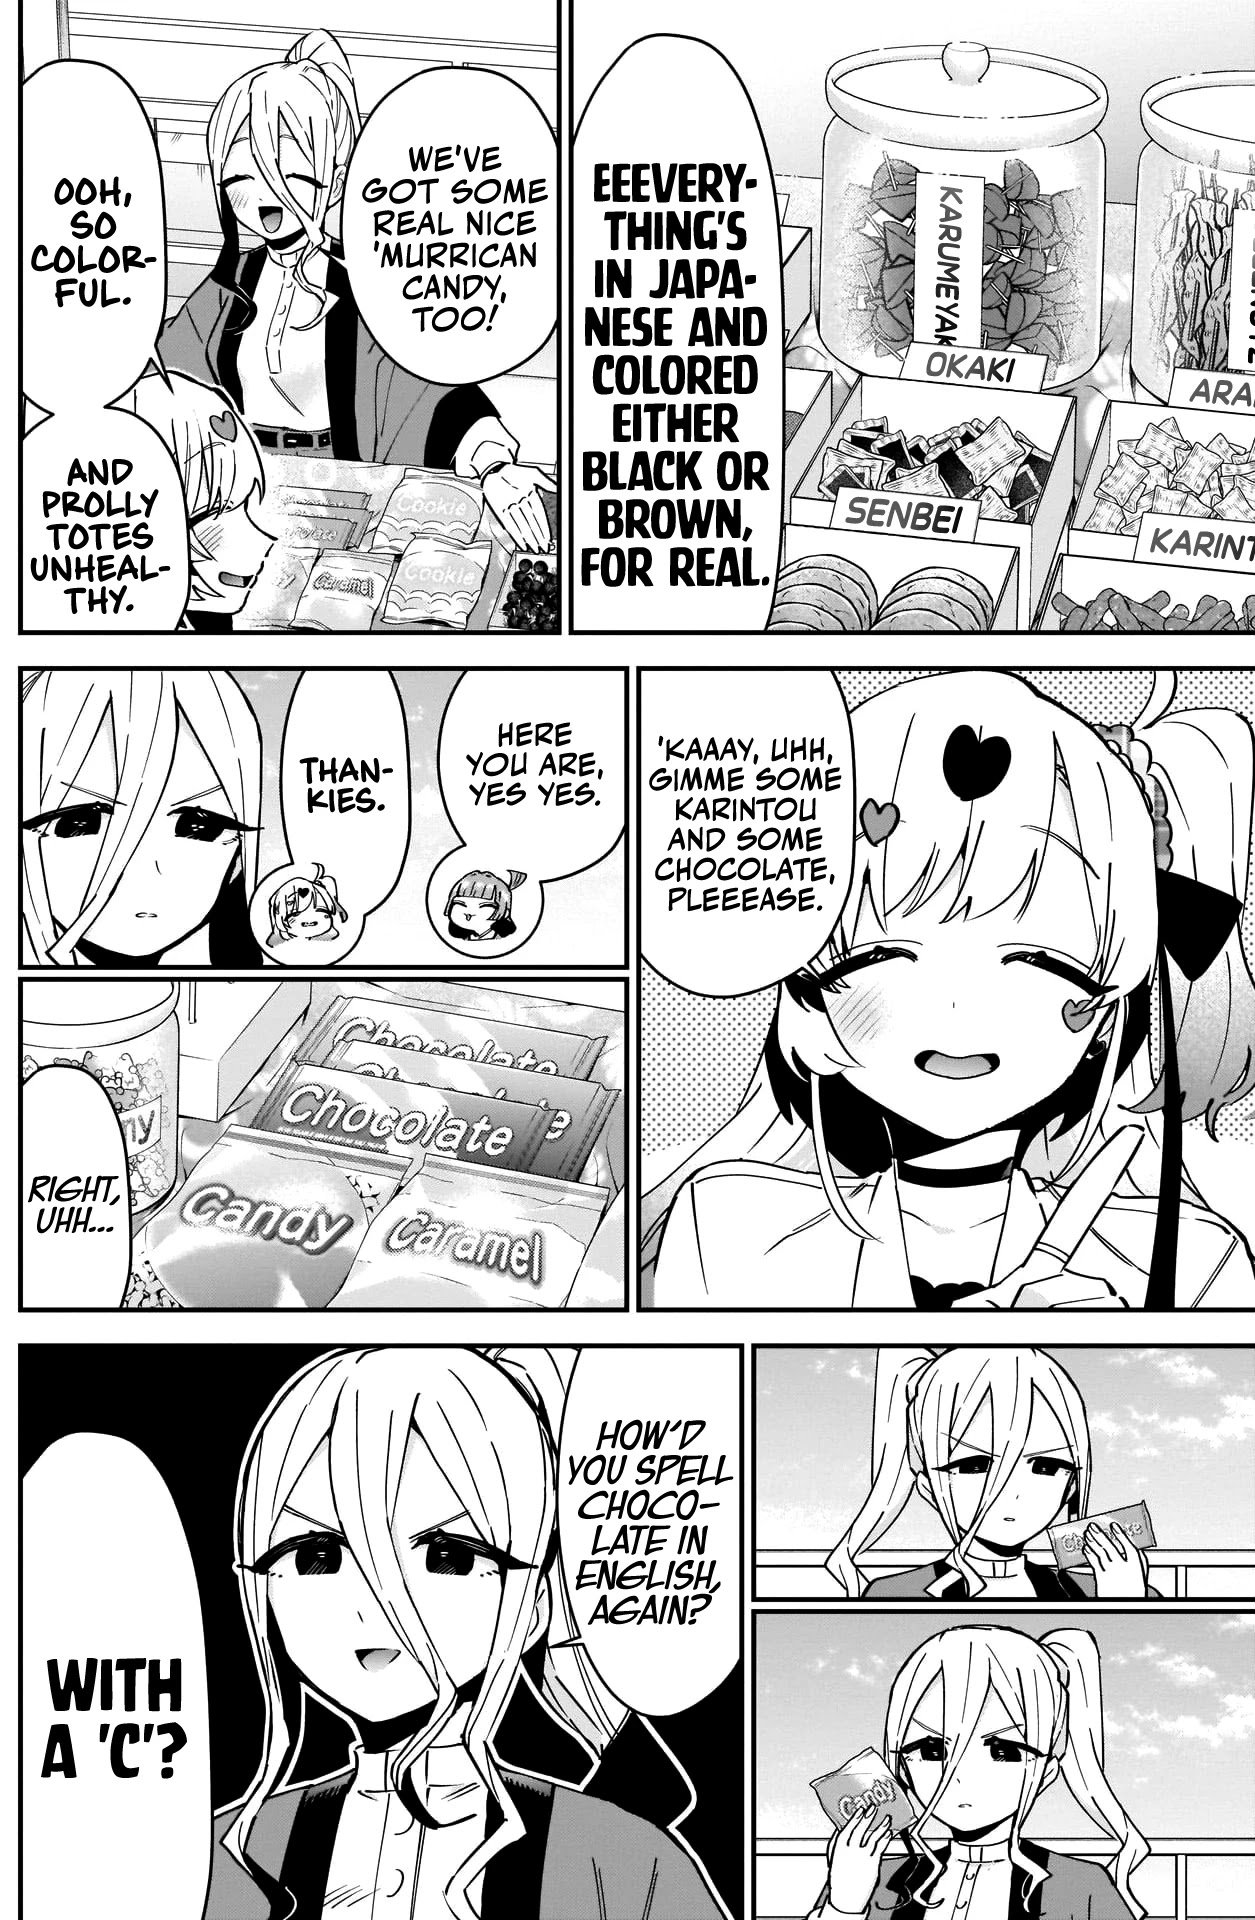 EEEVERY-
THING'S
IN JAPA-
NESE AND
COLORED
EITHER
BLACK OR
BROWN,
FOR REAL.
KARUMEYAK
OKAKI
ARA
SENBEI
KARINT
WE'VE
GOT SOME
REAL NICE
'MURRICAN
CANDY,
TOO!
OOH,
SO
COLOR-
FUL.
AND
PROLLY
TOTES
UNHEAL-
THY.
Cookie
Caramel
Cookie
'KAAAY, UHH,
GIMME SOME
KARINTOU
AND SOME
CHOCOLATE,
PLEEEASE.
HERE
YOU ARE,
YES YES.
THAN-
KIES.
Chocolate
Chocolate
Candy
Caramel
RIGHT,
UHH...
Candy
HOW'D
YOU SPELL
CHOCO-
LATE IN
ENGLISH,
AGAIN?
WITH
A 'C'?